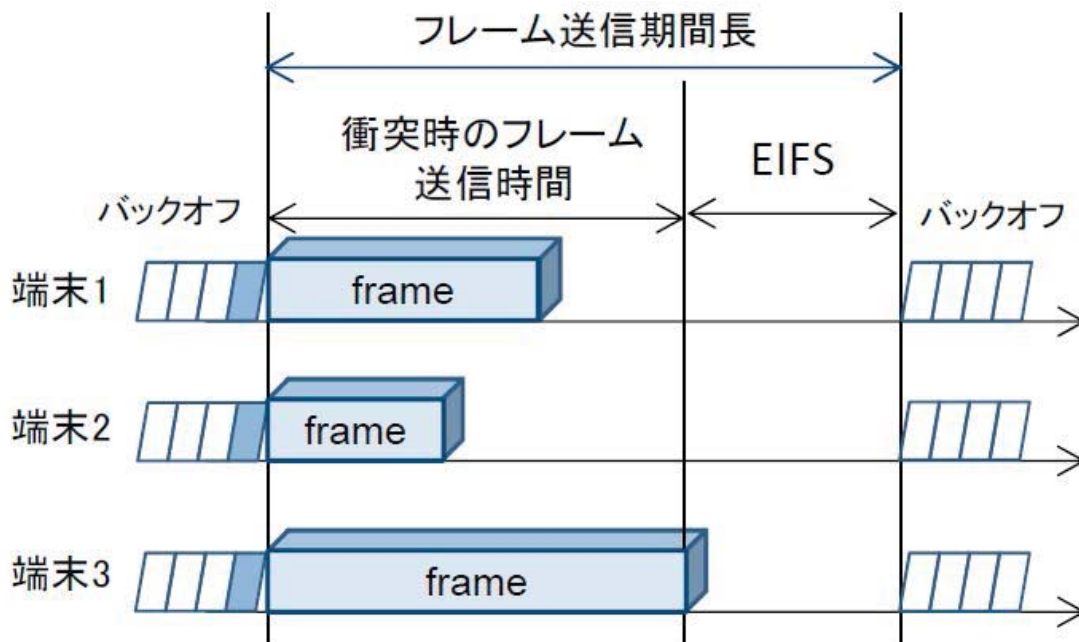 フレーム送信期間長
衝突時のフレーム
送信時間
EIFS
バックオフ
バックオフ
端末1
frame
端末2
frame
端末3
frame